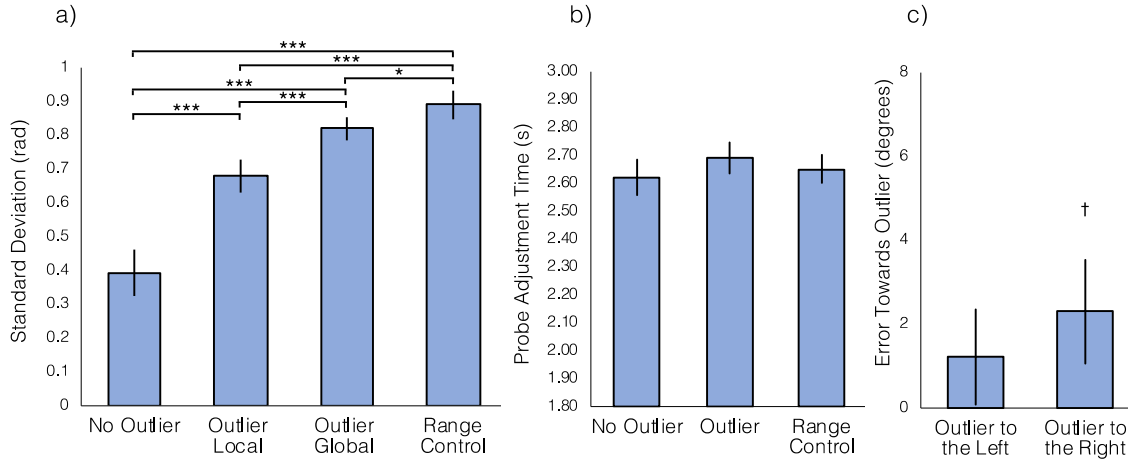 a)
Standard Deviation (rad)
1
0.9
0.8
0.7
0.6
0.5
0.4
0.3
0.2
0.1
0
***
***
***
*
***
***
No Outlier
Outlier
Local
Outlier
Global
Range
Control
b)
Probe Adjustment Time (s)
3.00
2.90
2.80
2.70
2.60
2.50
2.40
2.30
2.20
2.10
2.00
1.90
1.80
No Outlier
Outlier
Range
Control
c)
Error Towards Outlier (degrees)
8
6
4
2
0
†
Outlier to
the Left
Outlier to
the Right